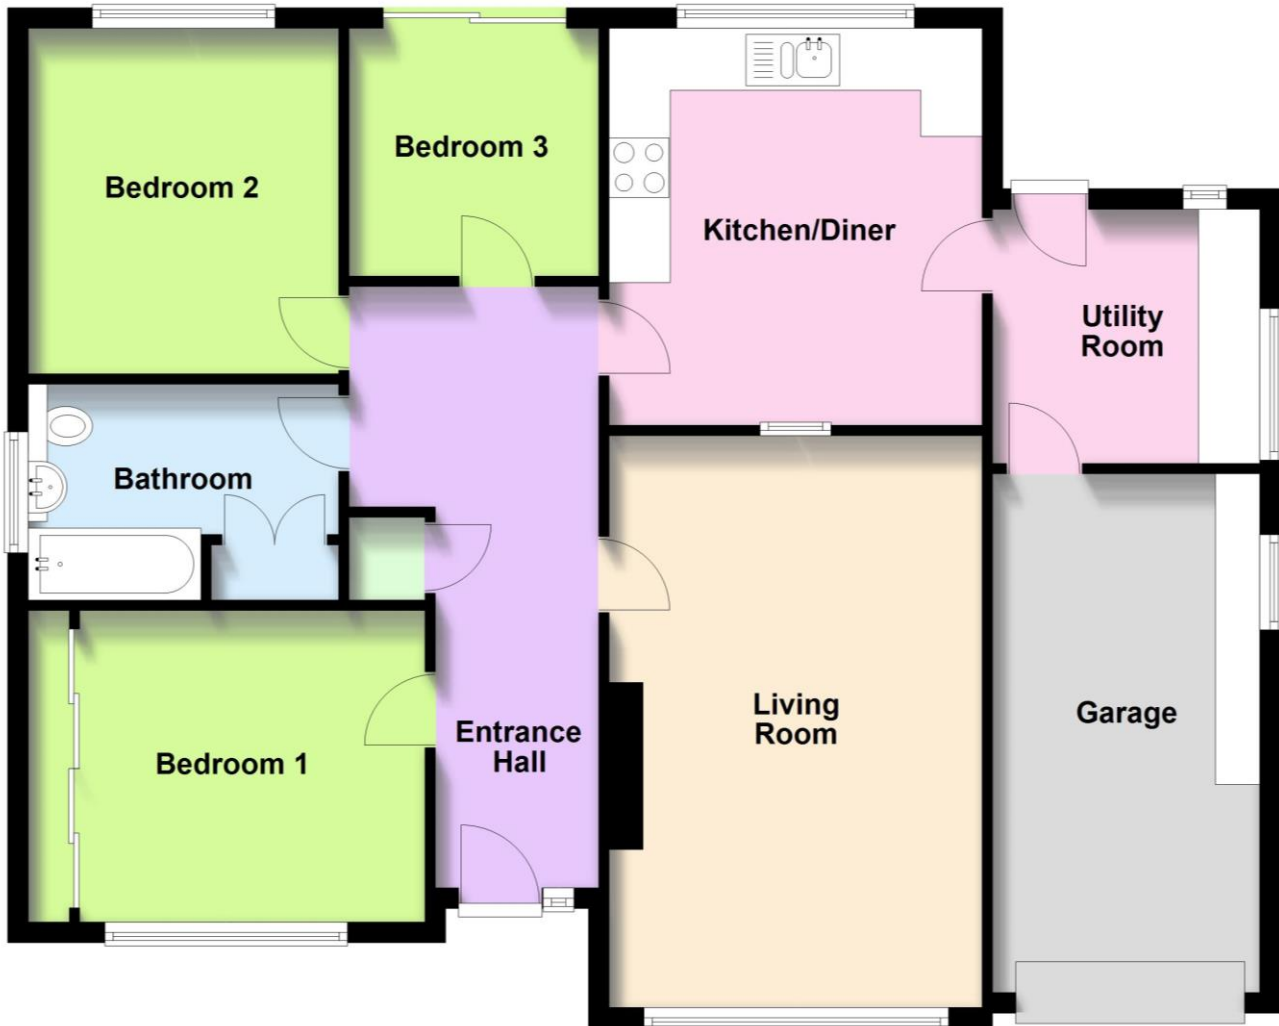 Bedroom 2
Bedroom 3
Kitchen/Diner
Utility
Room
Bathroom
Bedroom 1
Entrance
Hall
Living
Room
Garage